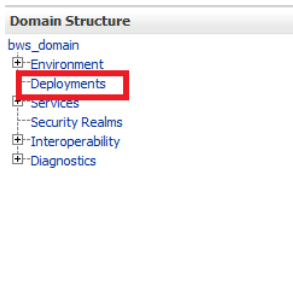 Domain Structure
bws_domain
Environment
Deployments
Services
Security Realms
Interoperability
Diagnostics